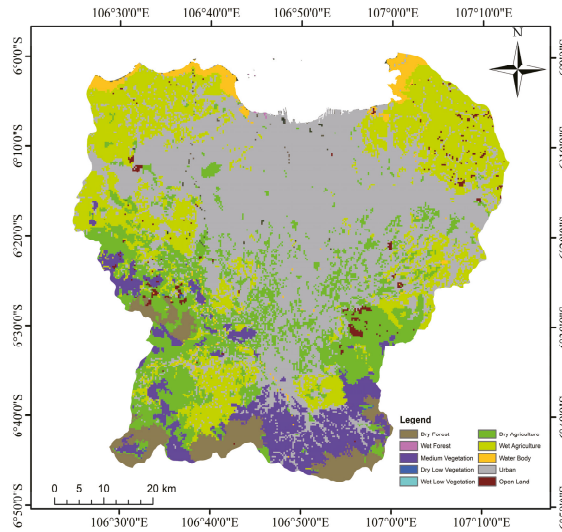 106°30'0"E 106°40'0"E 106°50'0"E 107°0'0"E 107°10'0"E
N
6°0'0"S
6°10'0"S
6°20'0"S
6°30'0"S
6°40'0"S
6°50'0"S
Legend
Dry Forest
Wet Forest
Medium Vegetation
Dry Low Vegetation
Wet Low Vegetation
Dry Agriculture
Wet Agriculture
Water Body
Urban
Open Land
0 5 10 20 km
106°30'0"E 106°40'0"E 106°50'0"E 107°0'0"E 107°10'0"E